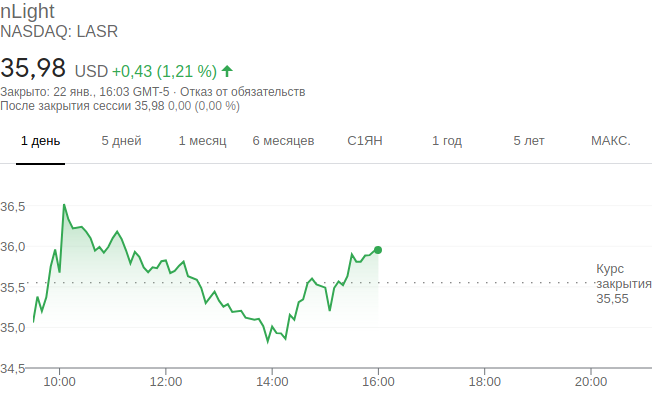 nLight
NASDAQ: LASR
35,98 USD +0,43 (1,21 %)
Закрыто: 22 янв., 16:03 GMT-5 · Отказ от обязательств
После закрытия сессии 35,98 0,00 (0,00 %)
1 день 5 дней 1 месяц 6 месяцев С1ЯН 1 год 5 лет МАКС.
36,5
36,0
Курс
закрытия
35,55
35,5
35,0
34,5
10:00 12:00 14:00 16:00 18:00 20:00